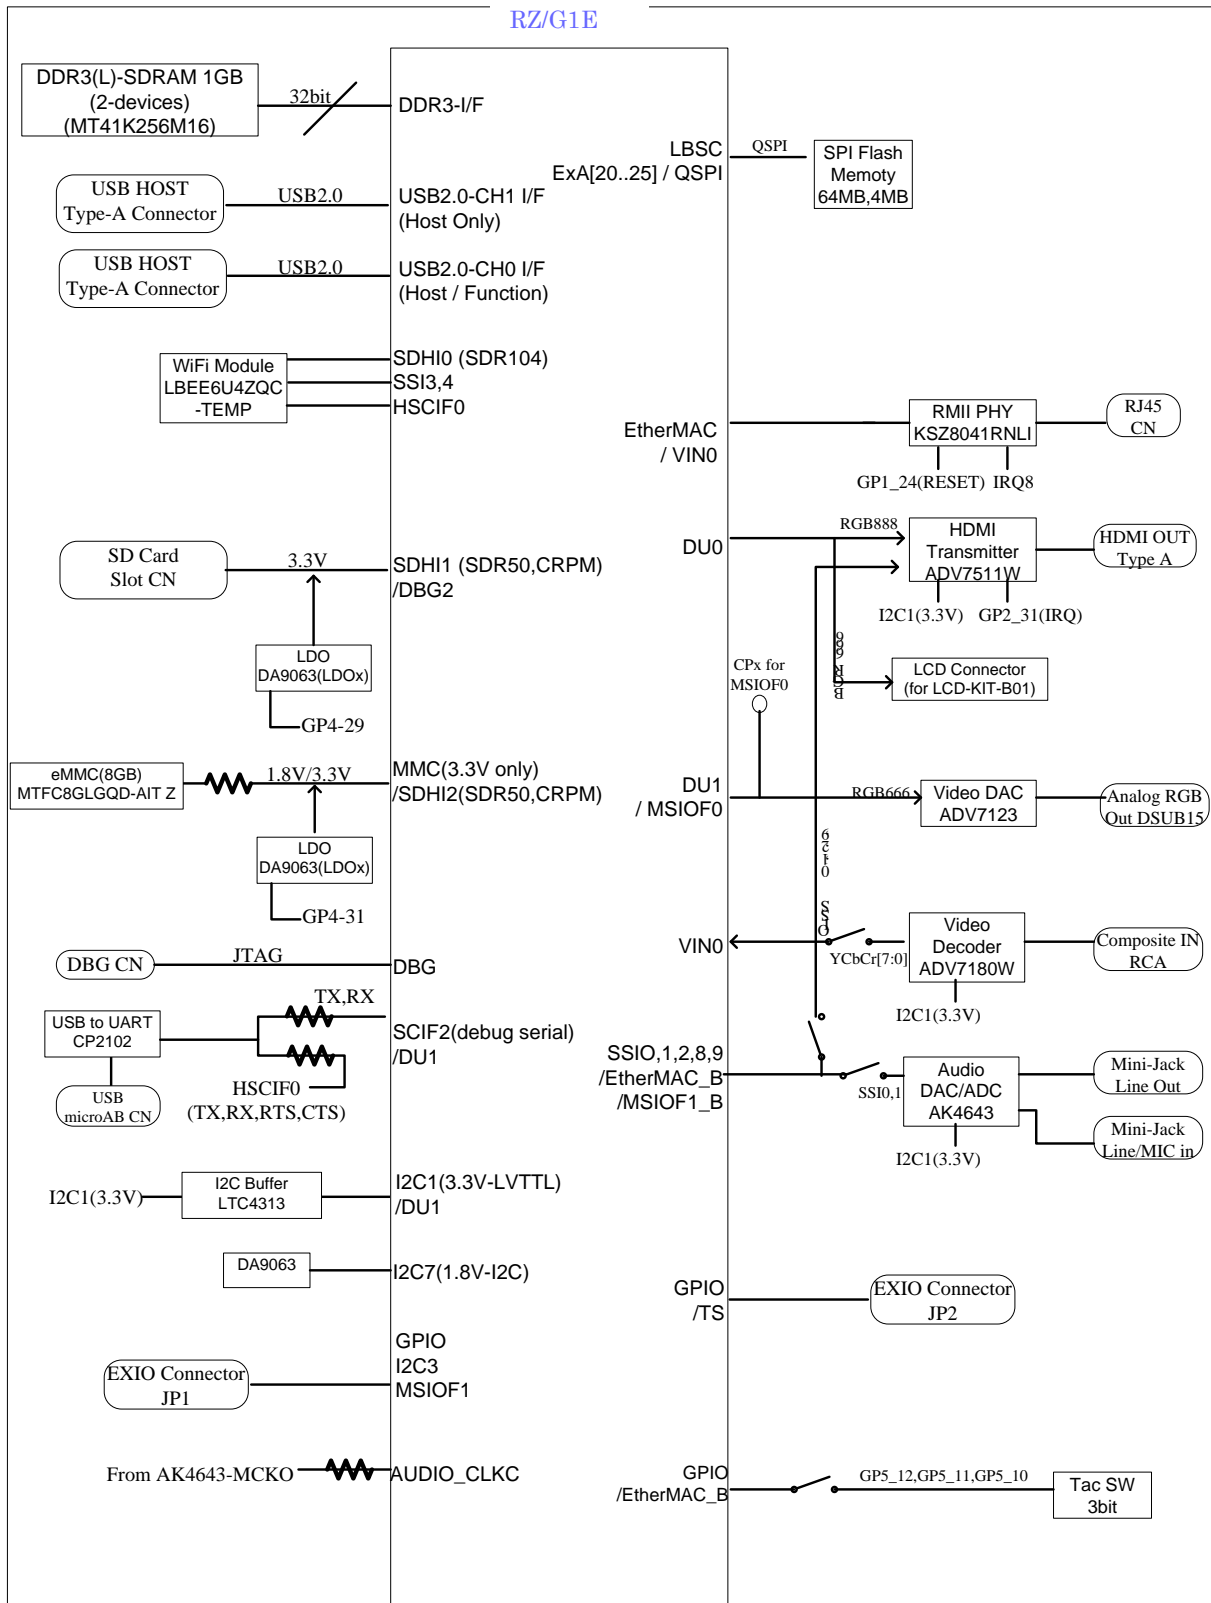 RZ/G1E
DDR3(L)-SDRAM 1GB
(2-devices)
(MT41K256M16)
32bit
DDR3-I/F
LBSC
ExA[20..25] / QSPI
QSPI
SPI Flash
Memoty
64MB,4MB
USB HOST
Type-A Connector
USB2.0
USB2.0-CH1 I/F
(Host Only)
USB HOST
Type-A Connector
USB2.0
USB2.0-CH0 I/F
(Host / Function)
WiFi Module
LBEE6U4ZQC
-TEMP
SDHI0 (SDR104)
SSI3,4
HSCIF0
EtherMAC
/ VIN0
RMII PHY
KSZ8041RNLI
RJ45
CN
GP1_24(RESET)
IRQ8
DU0
RGB888
HDMI
Transmitter
ADV7511W
HDMI OUT
Type A
I2C1(3.3V)
GP2_31(IRQ)
SD Card
Slot CN
3.3V
SDHI1 (SDR50,CRPM)
/DBG2
LDO
DA9063(LDOx)
GP4-29
RGB666
LCD Connector
(for LCD-KIT-B01)
CPx for
MSIOF0
eMMC(8GB)
MTFC8GLGQD-AIT Z
1.8V/3.3V
MMC(3.3V only)
/SDHI2(SDR50,CRPM)
LDO
DA9063(LDOx)
GP4-31
DU1
/ MSIOF0
RGB666
Video DAC
ADV7123
Analog RGB
Out DSUB15
SSI0129
VIN0
YCbCr[7:0]
Video
Decoder
ADV7180W
Composite IN
RCA
I2C1(3.3V)
DBG CN
JTAG
DBG
USB to UART
CP2102
TX,RX
SCIF2(debug serial)
/DU1
HSCIF0
(TX,RX,RTS,CTS)
USB
microAB CN
SSIO,1,2,8,9
/EtherMAC_B
/MSIOF1_B
SSI0,1
Audio
DAC/ADC
AK4643
Mini-Jack
Line Out
Mini-Jack
Line/MIC in
I2C1(3.3V)
I2C1(3.3V)
I2C Buffer
LTC4313
I2C1(3.3V-LVTTL)
/DU1
DA9063
I2C7(1.8V-I2C)
GPIO
/TS
EXIO Connector
JP2
EXIO Connector
JP1
GPIO
I2C3
MSIOF1
From AK4643-MCKO
AUDIO_CLKC
GPIO
/EtherMAC_B
GP5_12,GP5_11,GP5_10
Tac SW
3bit